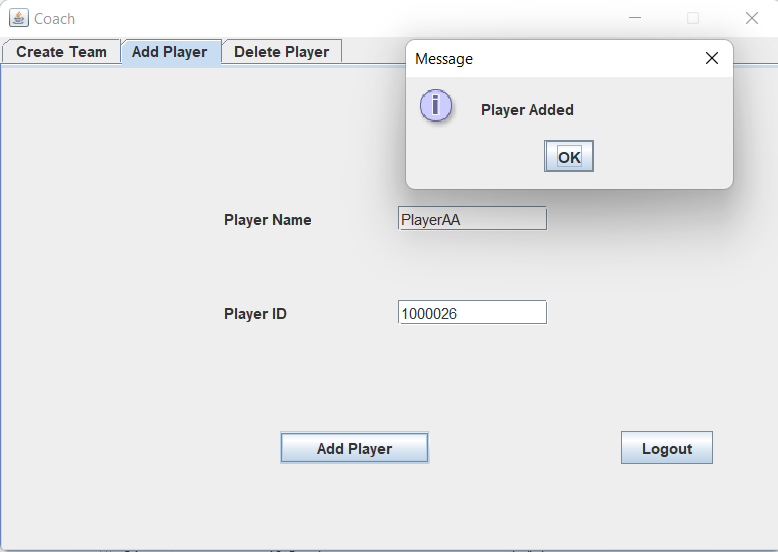 Coach
Create Team
Add Player
Delete Player
Message
i
Player Added
OK
Player Name
PlayerAA
Player ID
1000026
Add Player
Logout